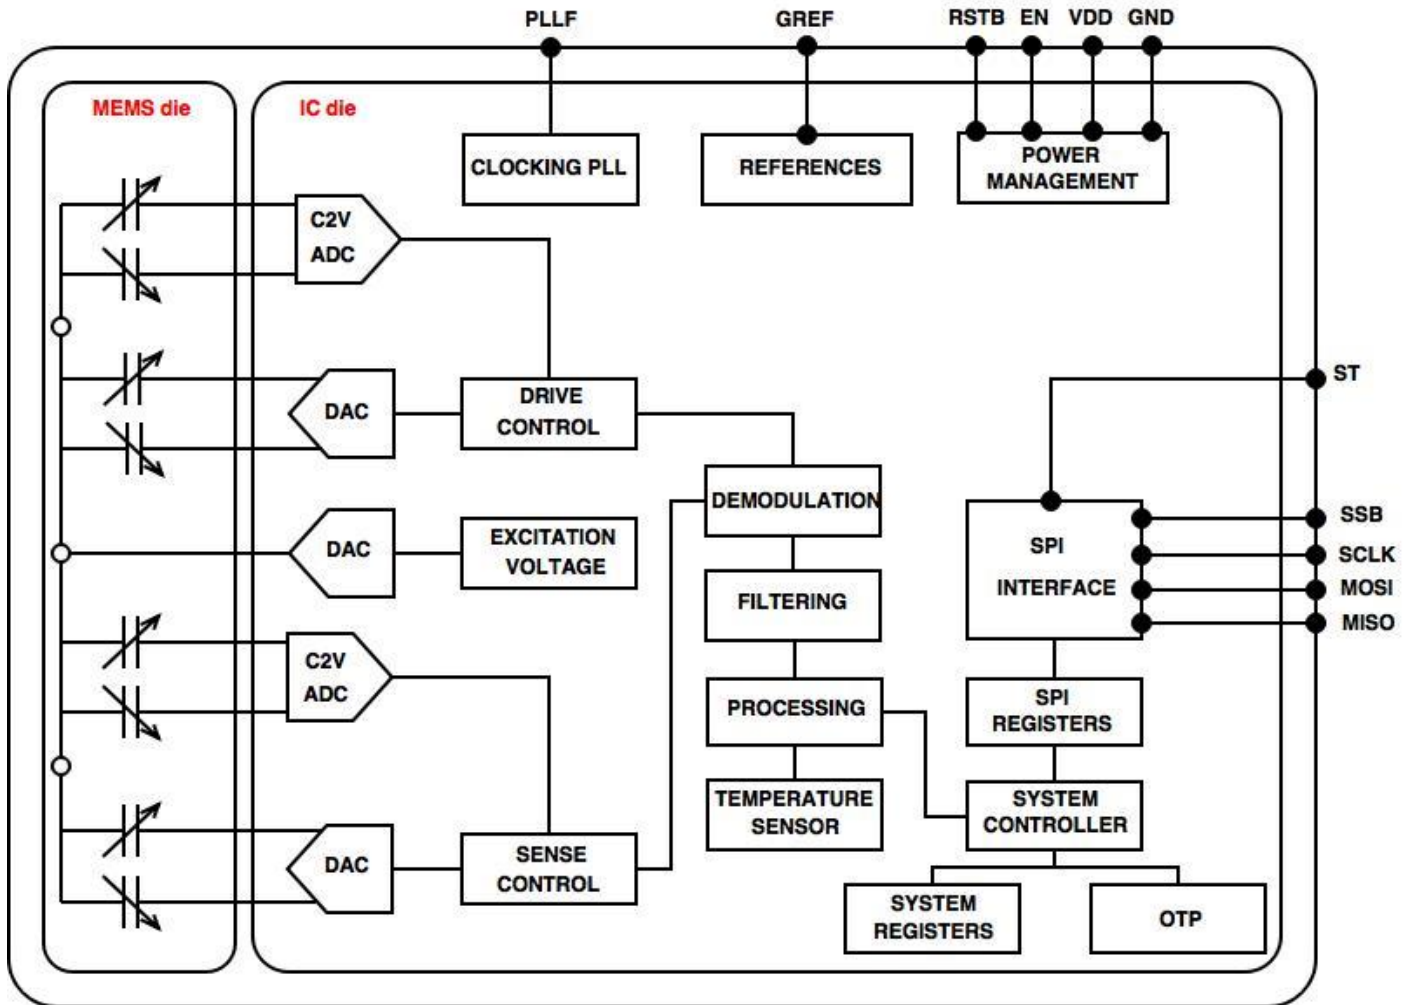 PLLF
GREF
RSTB EN VDD GND
MEMS die
IC die
CLOCKING PLL
REFERENCES
POWER
MANAGEMENT
C2V
ADC
ST
DAC
DRIVE
CONTROL
DEMODULATION
SSB
SCLK
MOSI
MISO
SPI
INTERFACE
DAC
EXCITATION
VOLTAGE
FILTERING
C2V
ADC
PROCESSING
SPI
REGISTERS
TEMPERATURE
SENSOR
SYSTEM
CONTROLLER
DAC
SENSE
CONTROL
SYSTEM
REGISTERS
OTP